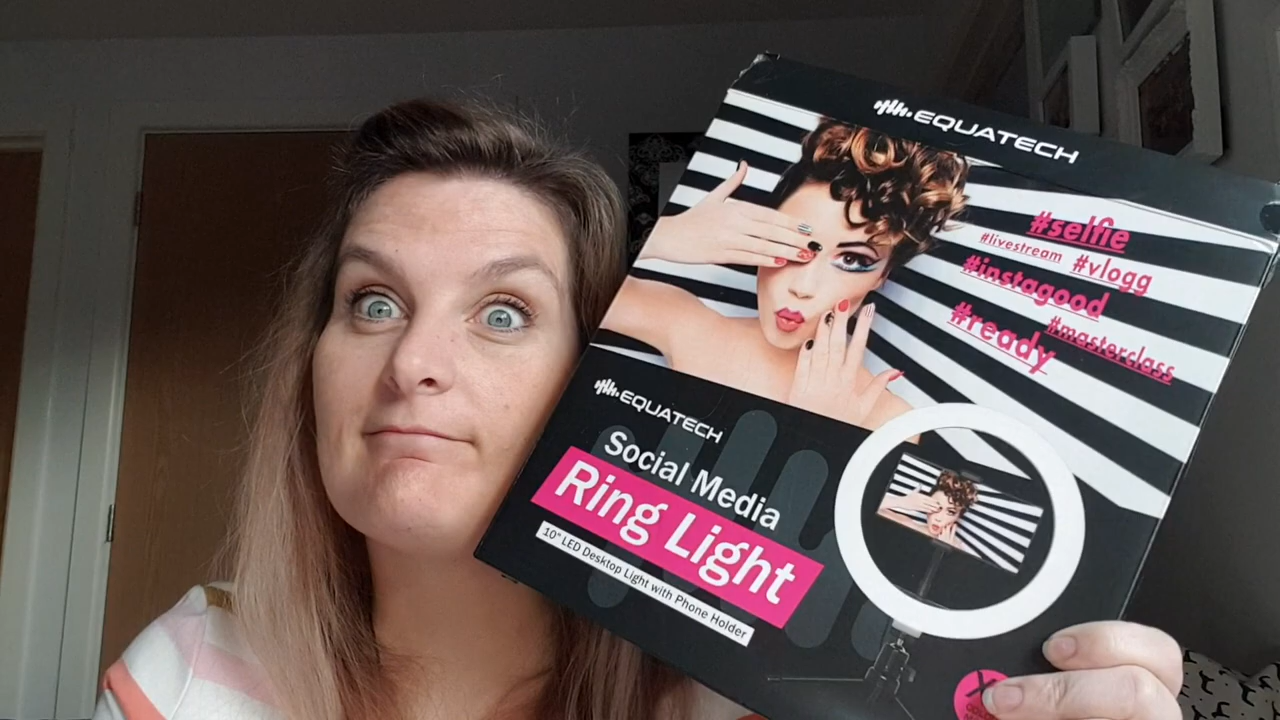 EQUATECH
#selfie
#livestream #vlogg
#instagood
#masterclass
#ready
EQUATECH
Social Media
Ring Light
10" LED Desktop Light with Phone Holder